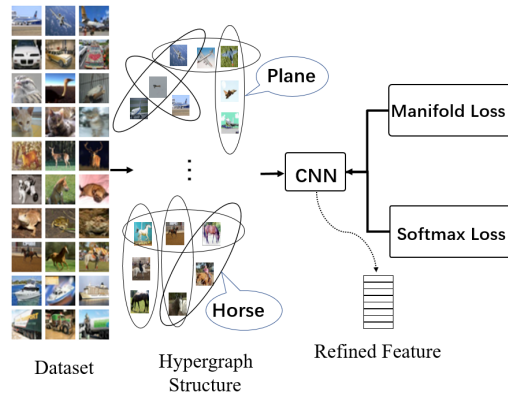 Plane
Manifold Loss
CNN
Softmax Loss
Horse
Refined Feature
Dataset
Hypergraph
Structure